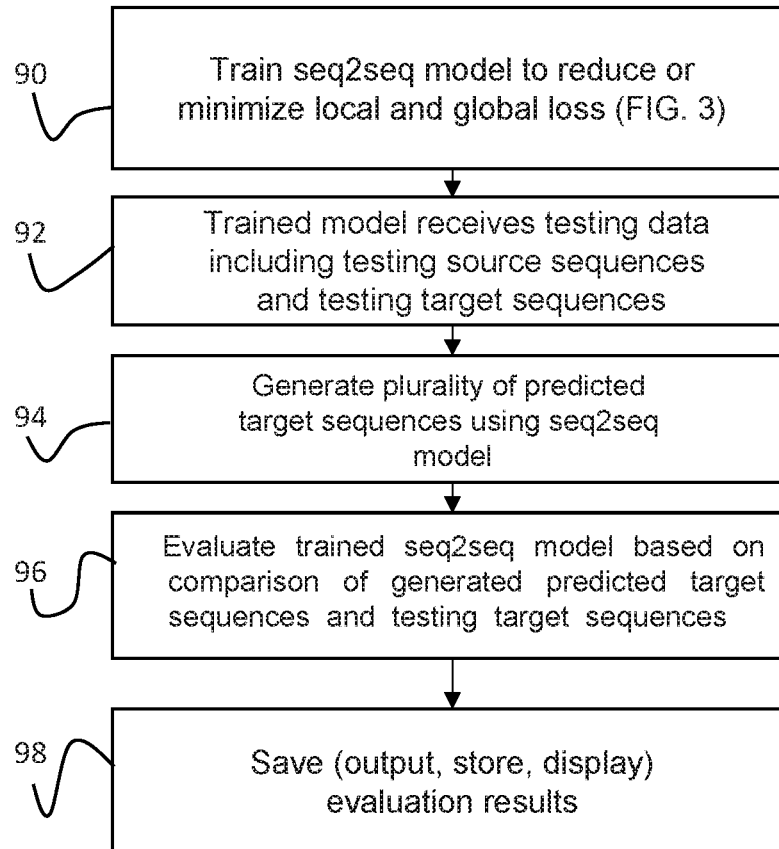 90
Train seq2seq model to reduce or
minimize local and global loss (FIG. 3)
92
Trained model receives testing data
including testing source sequences
and testing target sequences
94
Generate plurality of predicted
target sequences using seq2seq
model
96
Evaluate trained seq2seq model based on
comparison of generated predicted target
sequences and testing target sequences
98
Save (output, store, display)
evaluation results